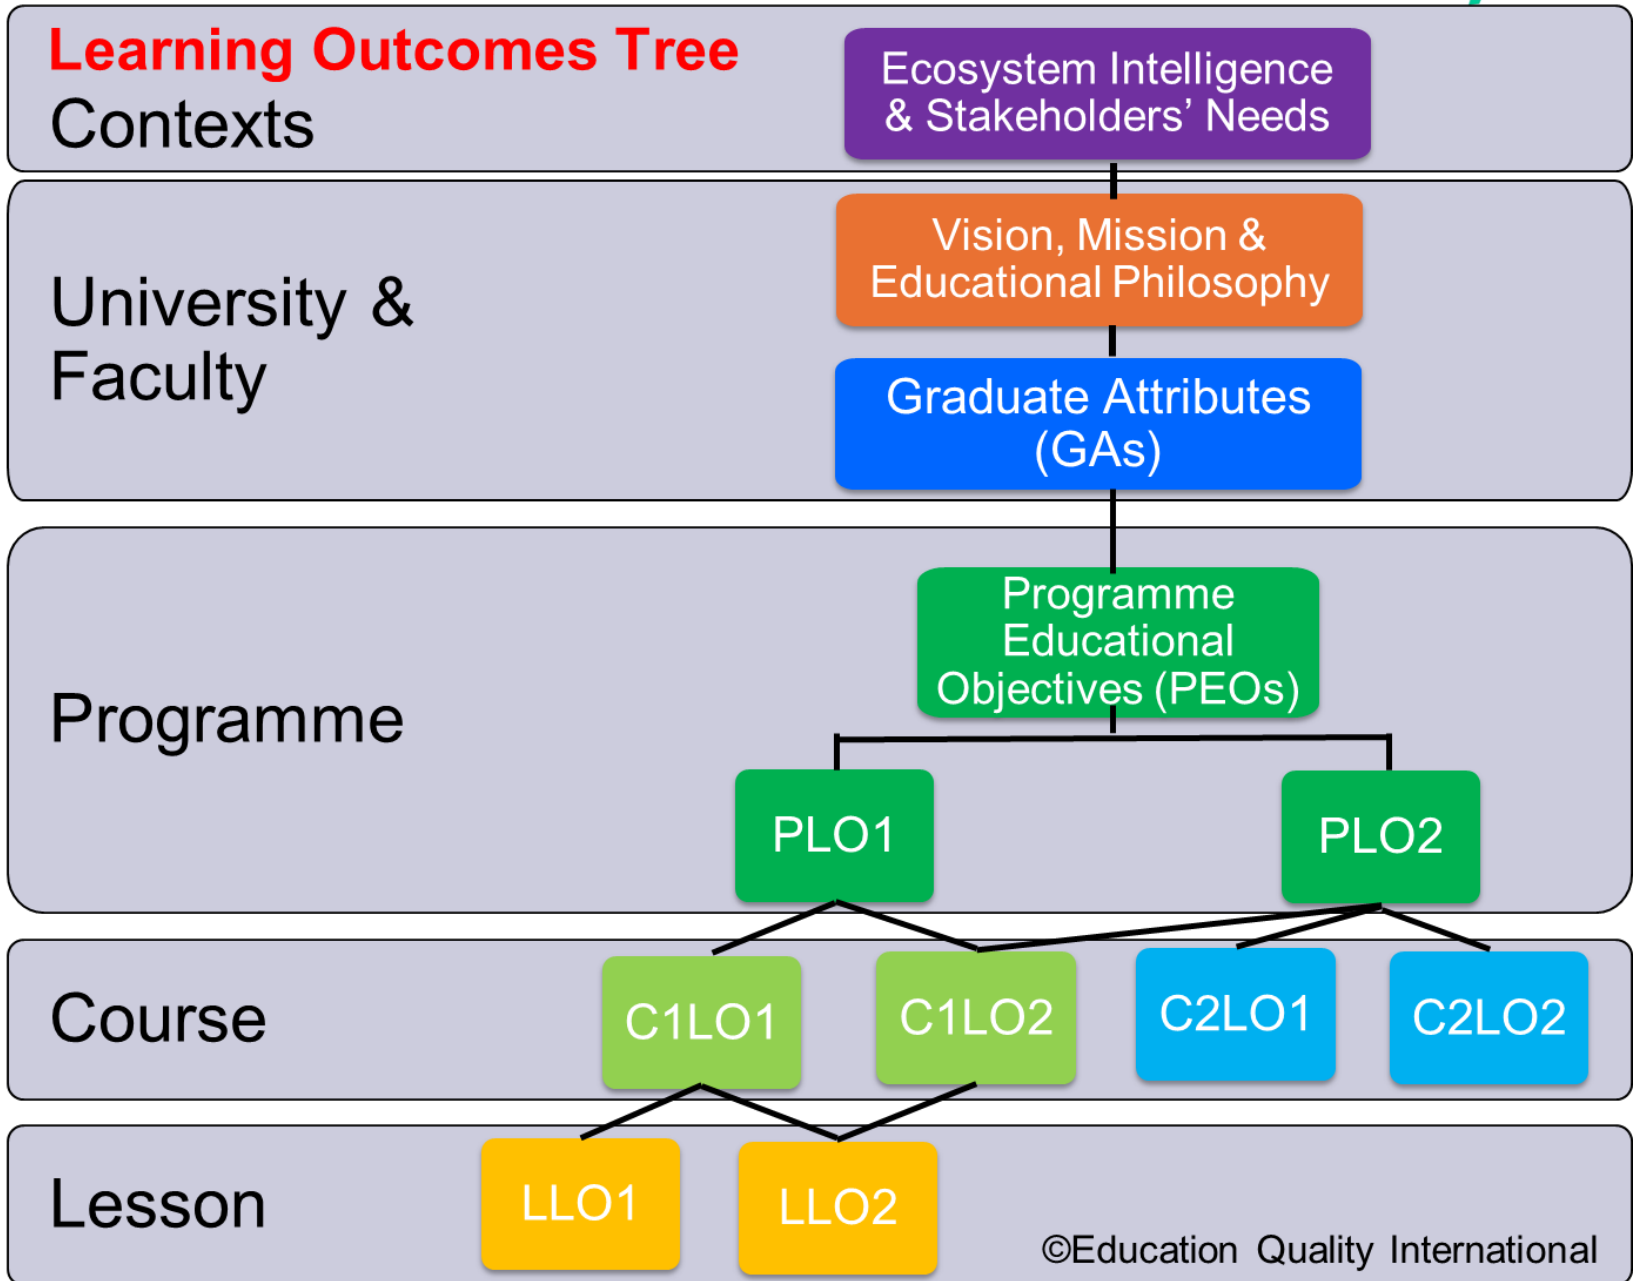 Learning Outcomes Tree
Contexts
Ecosystem Intelligence
& Stakeholders’ Needs
University &
Faculty
Vision, Mission &
Educational Philosophy
Graduate Attributes
(GAs)
Programme
Programme
Educational
Objectives (PEOs)
PLO1
PLO2
Course
C1LO1
C1LO2
C2LO1
C2LO2
Lesson
LLO1
LLO2
©Education Quality International